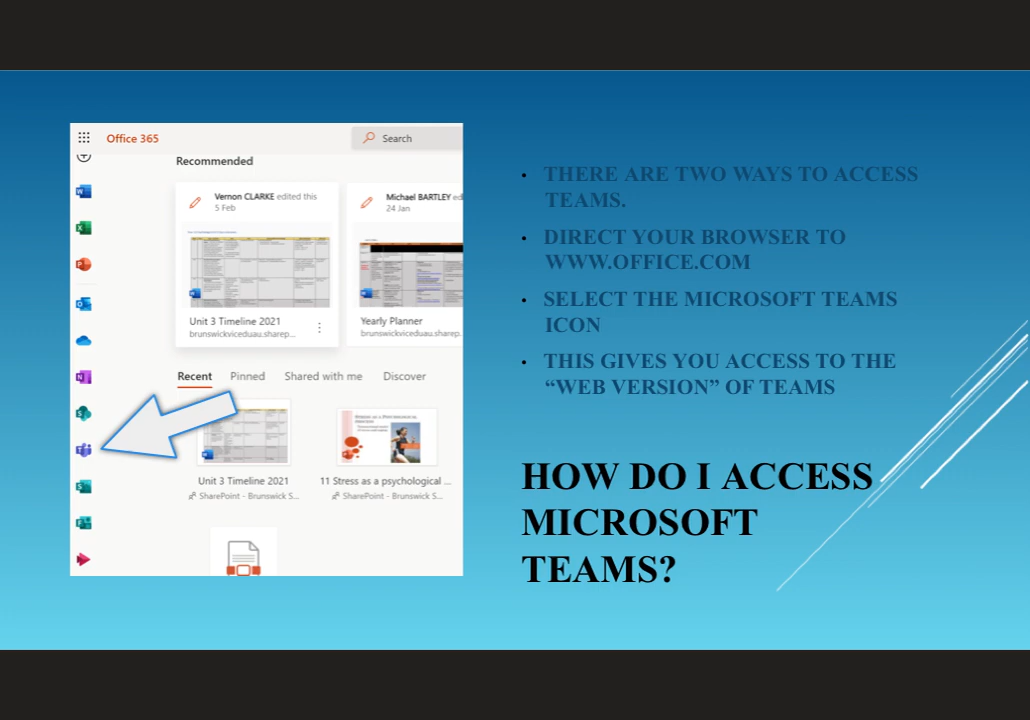 Office 365
Search
Recommended
Vernon CLARKE edited this
5 Feb
Michael BARTLEY ed
24 Jan
Unit 3 Timeline 2021
brunswickviceduau.sharep...
Yearly Planner
brunswickviceduau.sharep.
Recent Pinned Shared with me Discover
Unit 3 Timeline 2021
SharePoint - Brunswick S...
11 Stress as a psychological ...
SharePoint - Brunswick S...
• THERE ARE TWO WAYS TO ACCESS
TEAMS.
• DIRECT YOUR BROWSER TO
WWW.OFFICE.COM
• SELECT THE MICROSOFT TEAMS
ICON
• THIS GIVES YOU ACCESS TO THE
“WEB VERSION” OF TEAMS
HOW DO I ACCESS
MICROSOFT
TEAMS?